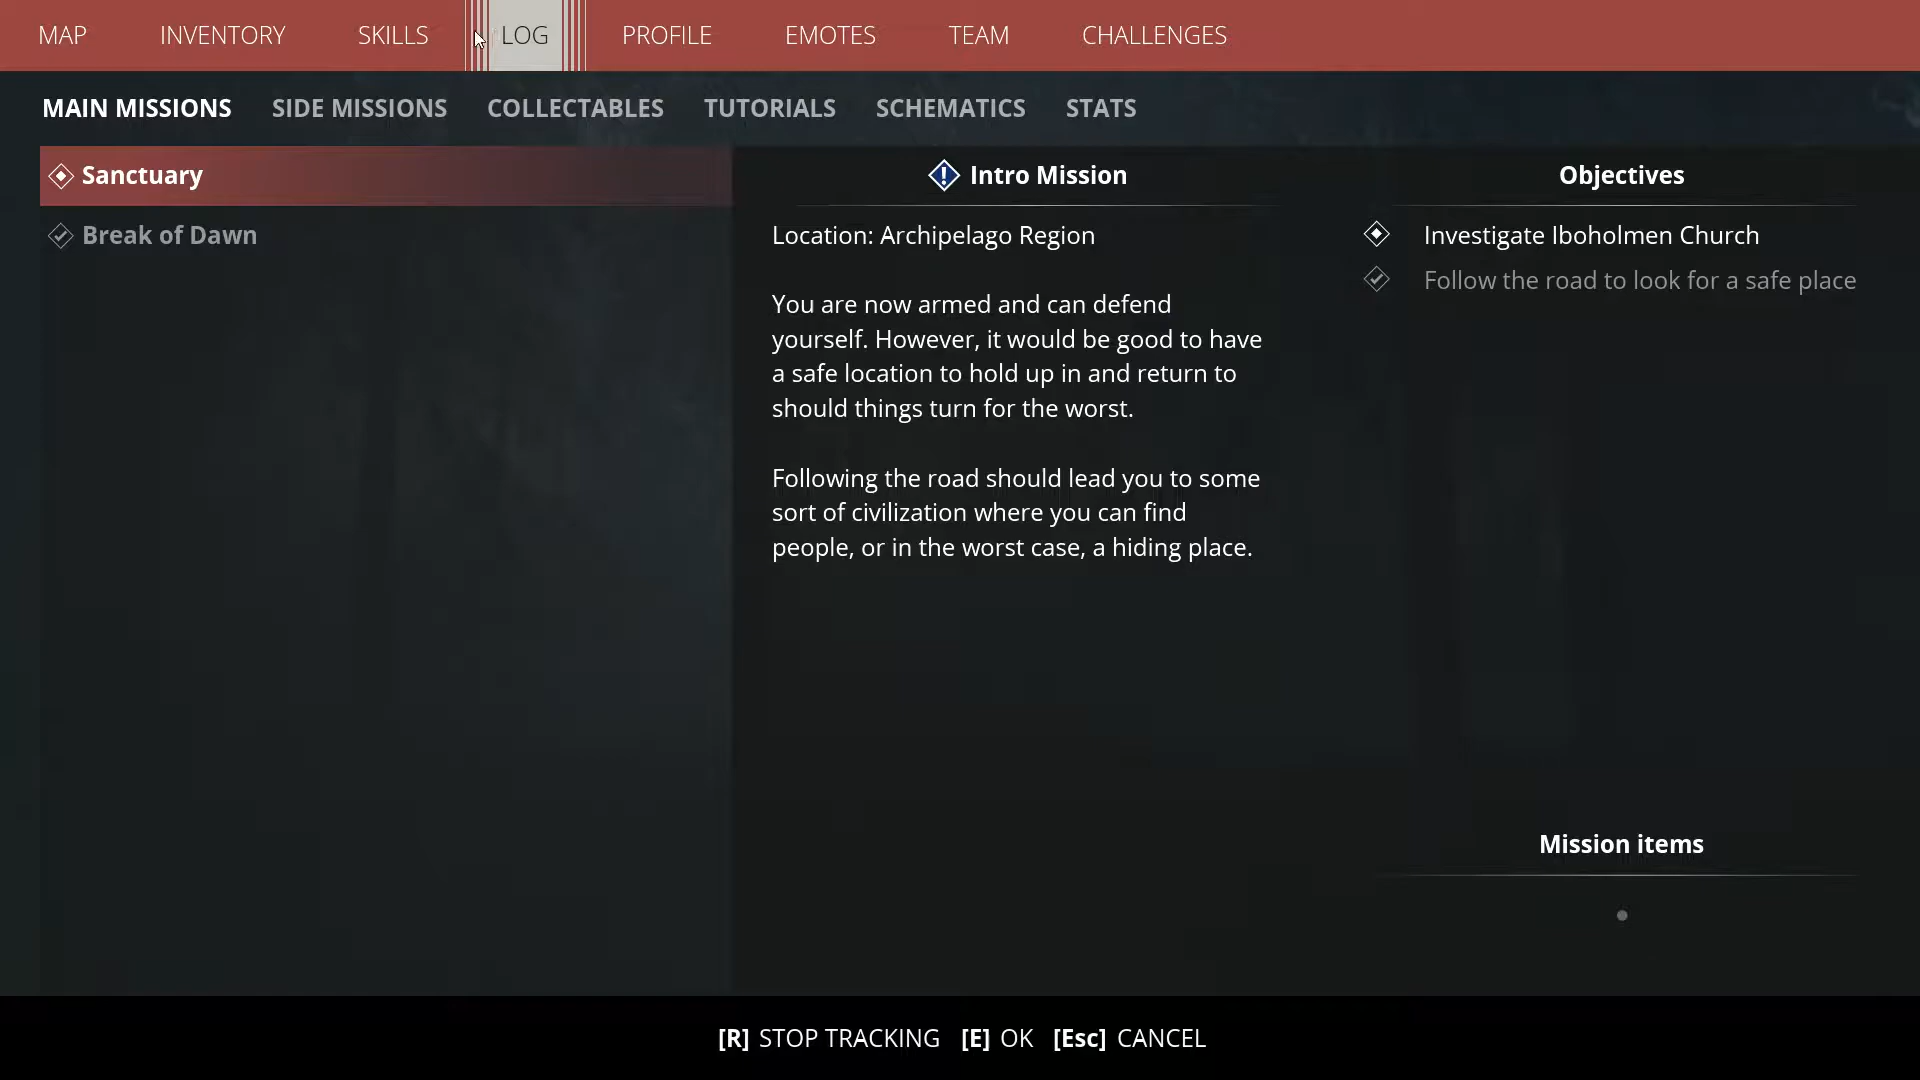 MAP INVENTORY SKILLS LOG PROFILE EMOTES TEAM CHALLENGES
MAIN MISSIONS SIDE MISSIONS COLLECTABLES TUTORIALS SCHEMATICS STATS
Sanctuary
Break of Dawn
Intro Mission
Location: Archipelago Region
You are now armed and can defend
yourself. However, it would be good to have
a safe location to hold up in and return to
should things turn for the worst.
Following the road should lead you to some
sort of civilization where you can find
people, or in the worst case, a hiding place.
Objectives
Investigate Iboholmen Church
Follow the road to look for a safe place
Mission items
[R] STOP TRACKING [E] OK [Esc] CANCEL